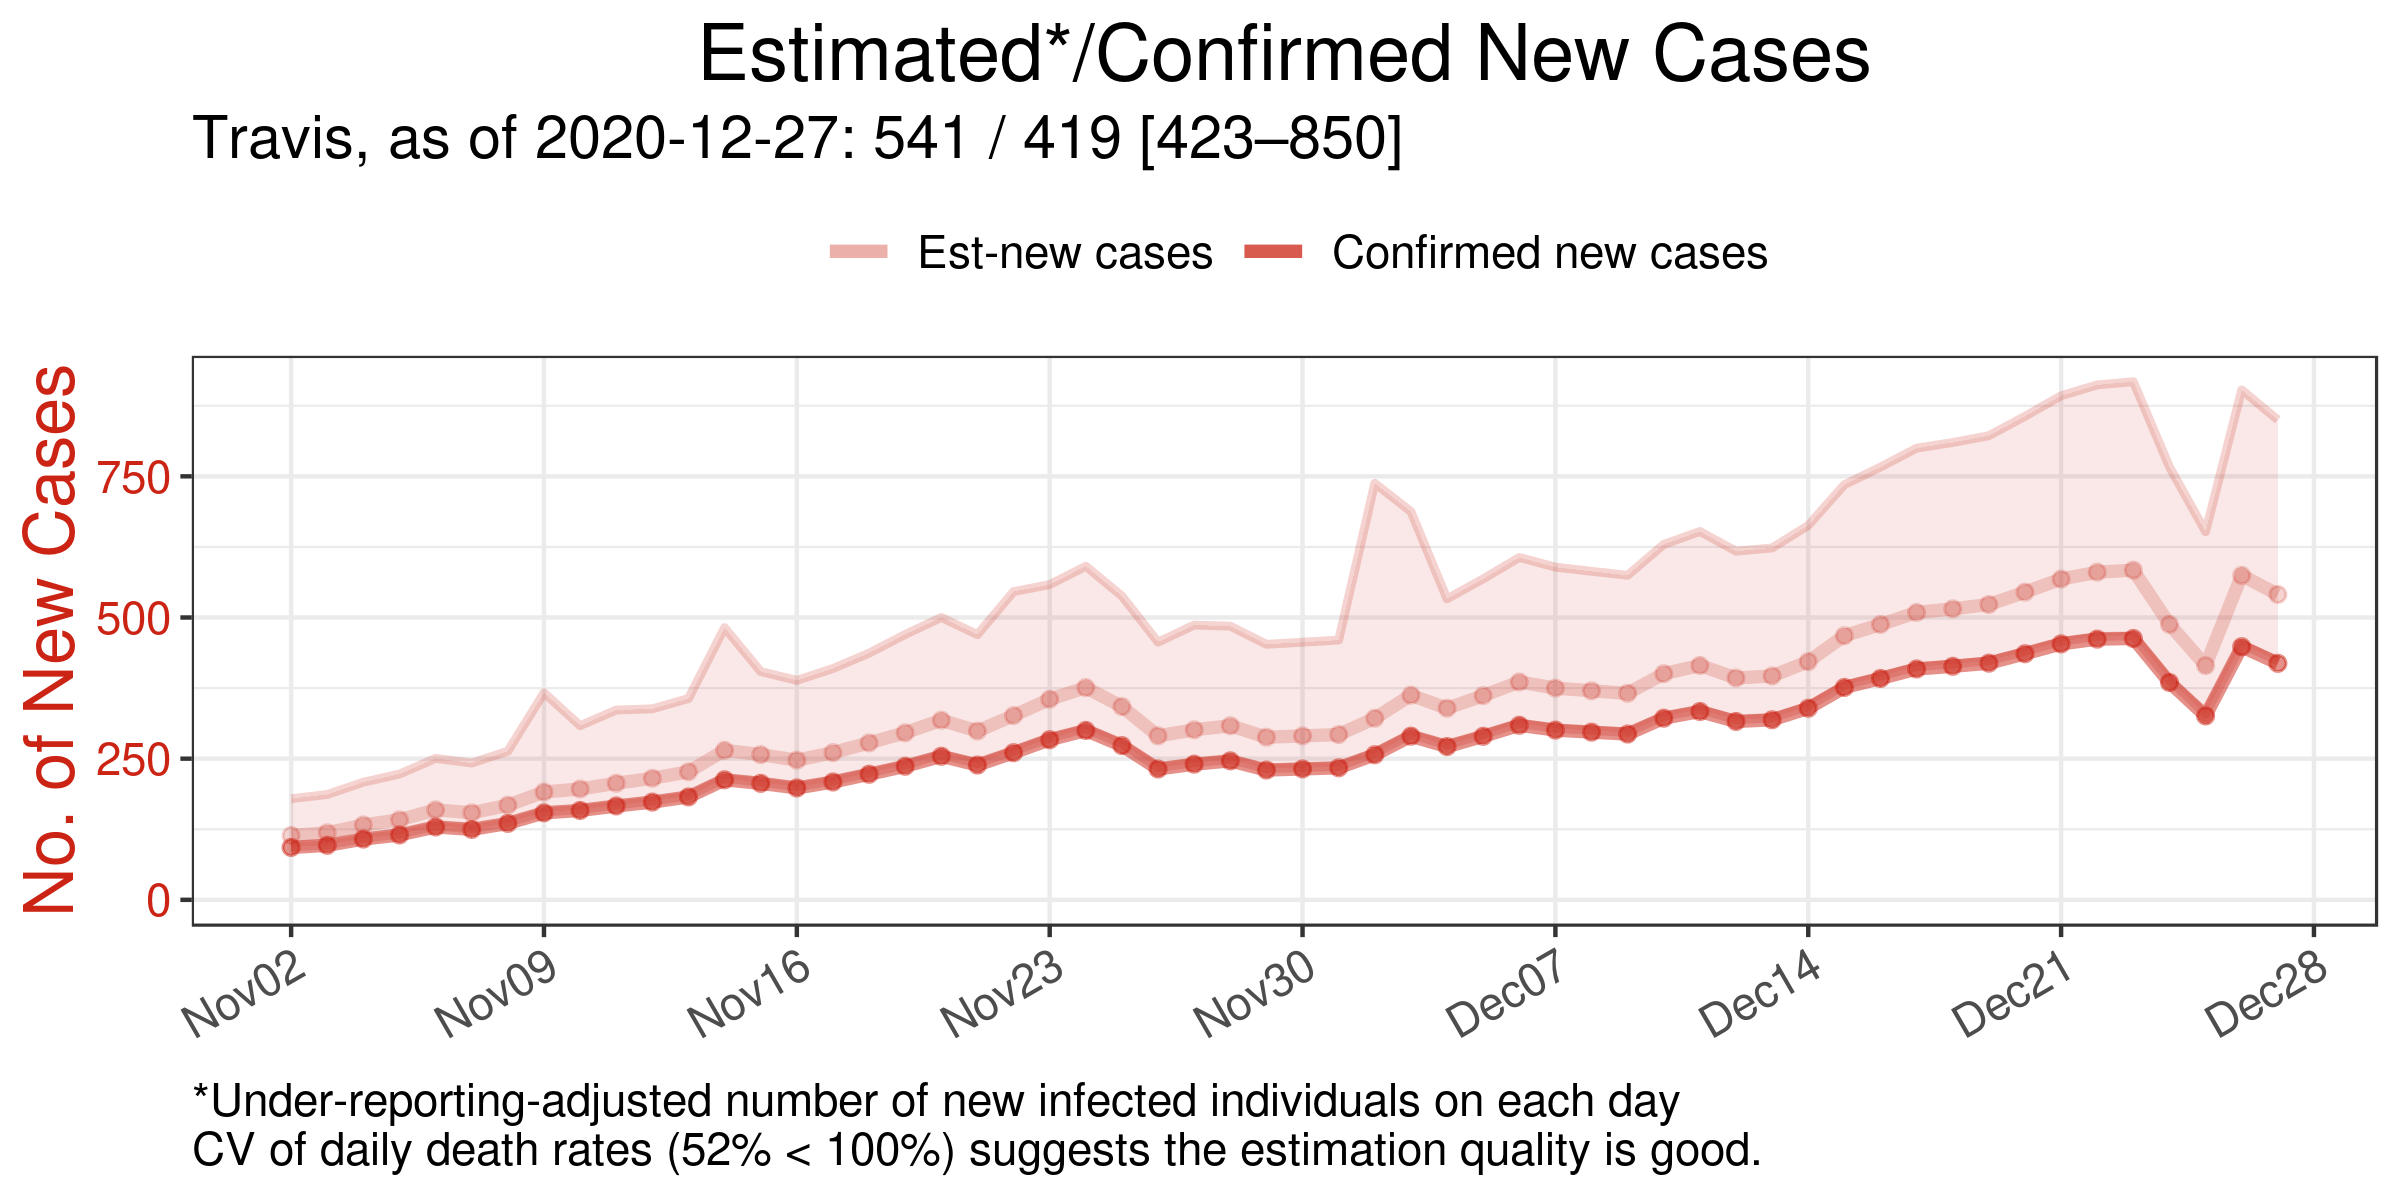 Estimated*/Confirmed New Cases
Travis, as of 2020-12-27: 541 / 419 [423–850]
Est-new cases
Confirmed new cases
No. of New Cases
750
500
250
0
Nov02
Nov09
Nov16
Nov23
Nov30
Dec07
Dec14
Dec21
Dec28
*Under-reporting-adjusted number of new infected individuals on each day
CV of daily death rates (52% < 100%) suggests the estimation quality is good.